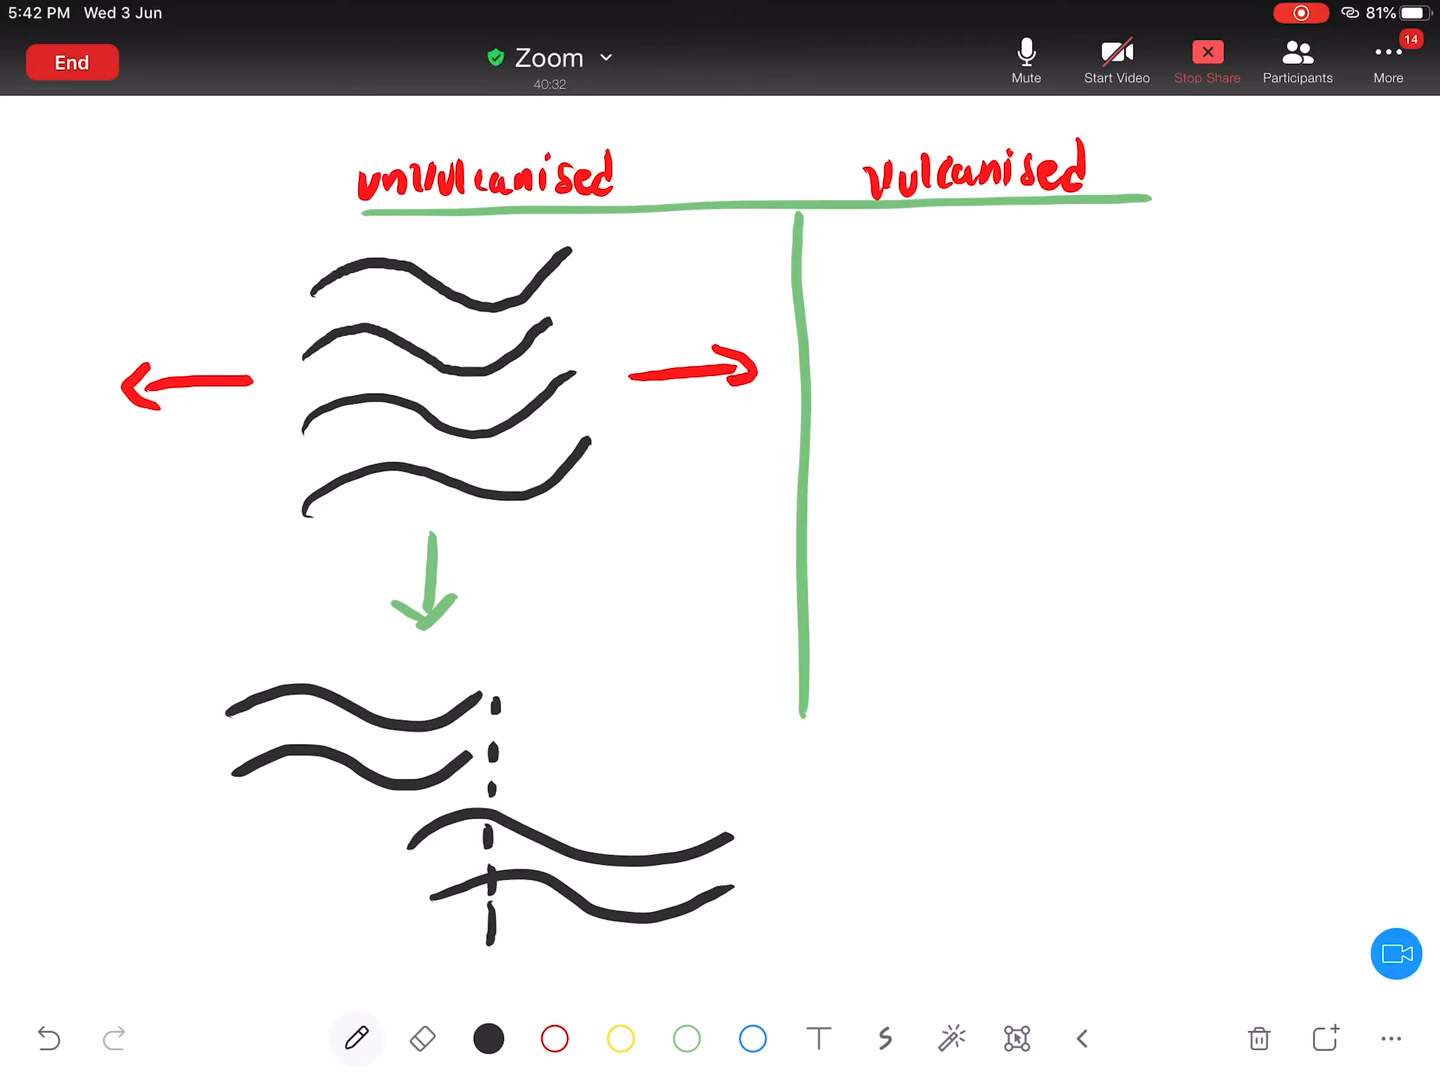 5:42 PM Wed 3 Jun
81%
End
Zoom
40:32
Mute
Start Video
Stop Share
Participants
More
14
unvulcanised
vulcanised
T